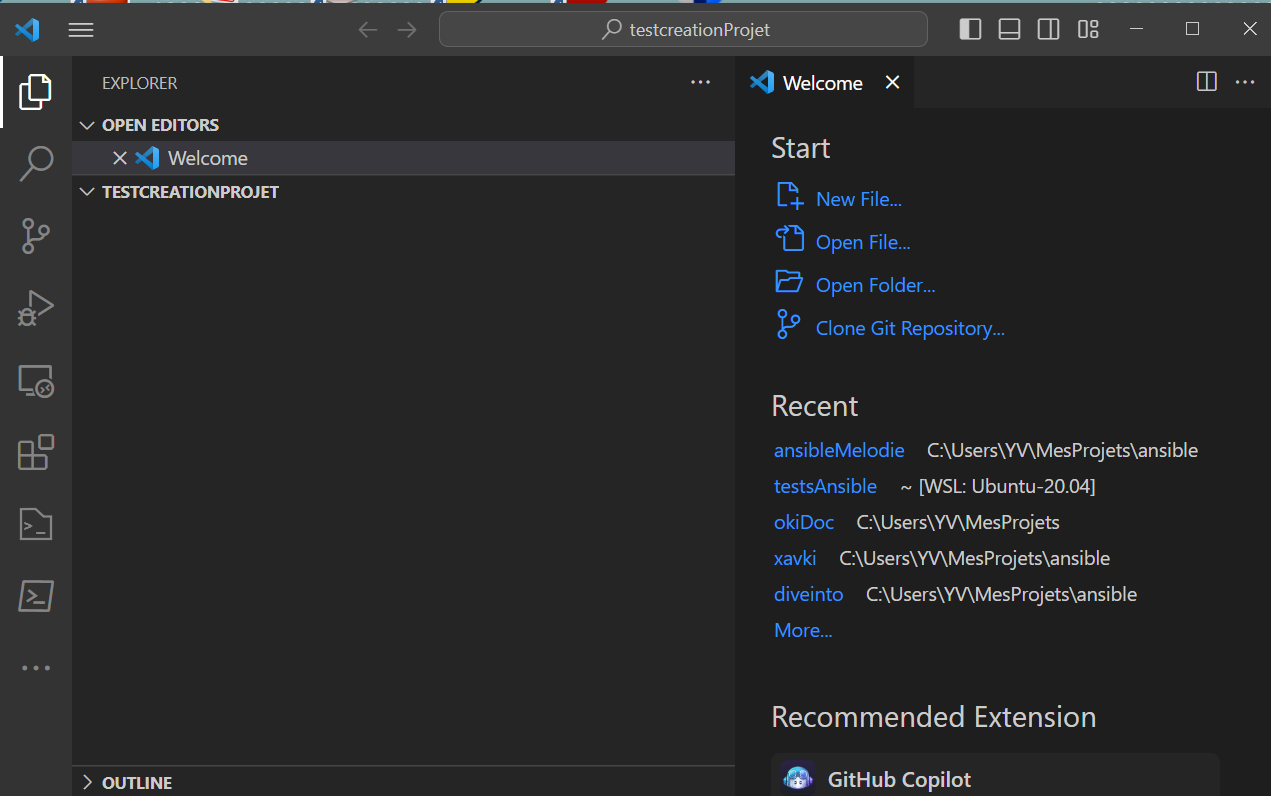 testcreationProjet
EXPLORER
OPEN EDITORS
Welcome
TESTCREATIONPROJET
OUTLINE
Welcome
Start
New File...
Open File...
Open Folder...
Clone Git Repository...
Recent
ansibleMelodie C:\Users\YV\MesProjets\ansible
testsAnsible ~ [WSL: Ubuntu-20.04]
okiDoc C:\Users\YV\MesProjets
xavki C:\Users\YV\MesProjets\ansible
diveinto C:\Users\YV\MesProjets\ansible
More...
Recommended Extension
GitHub Copilot